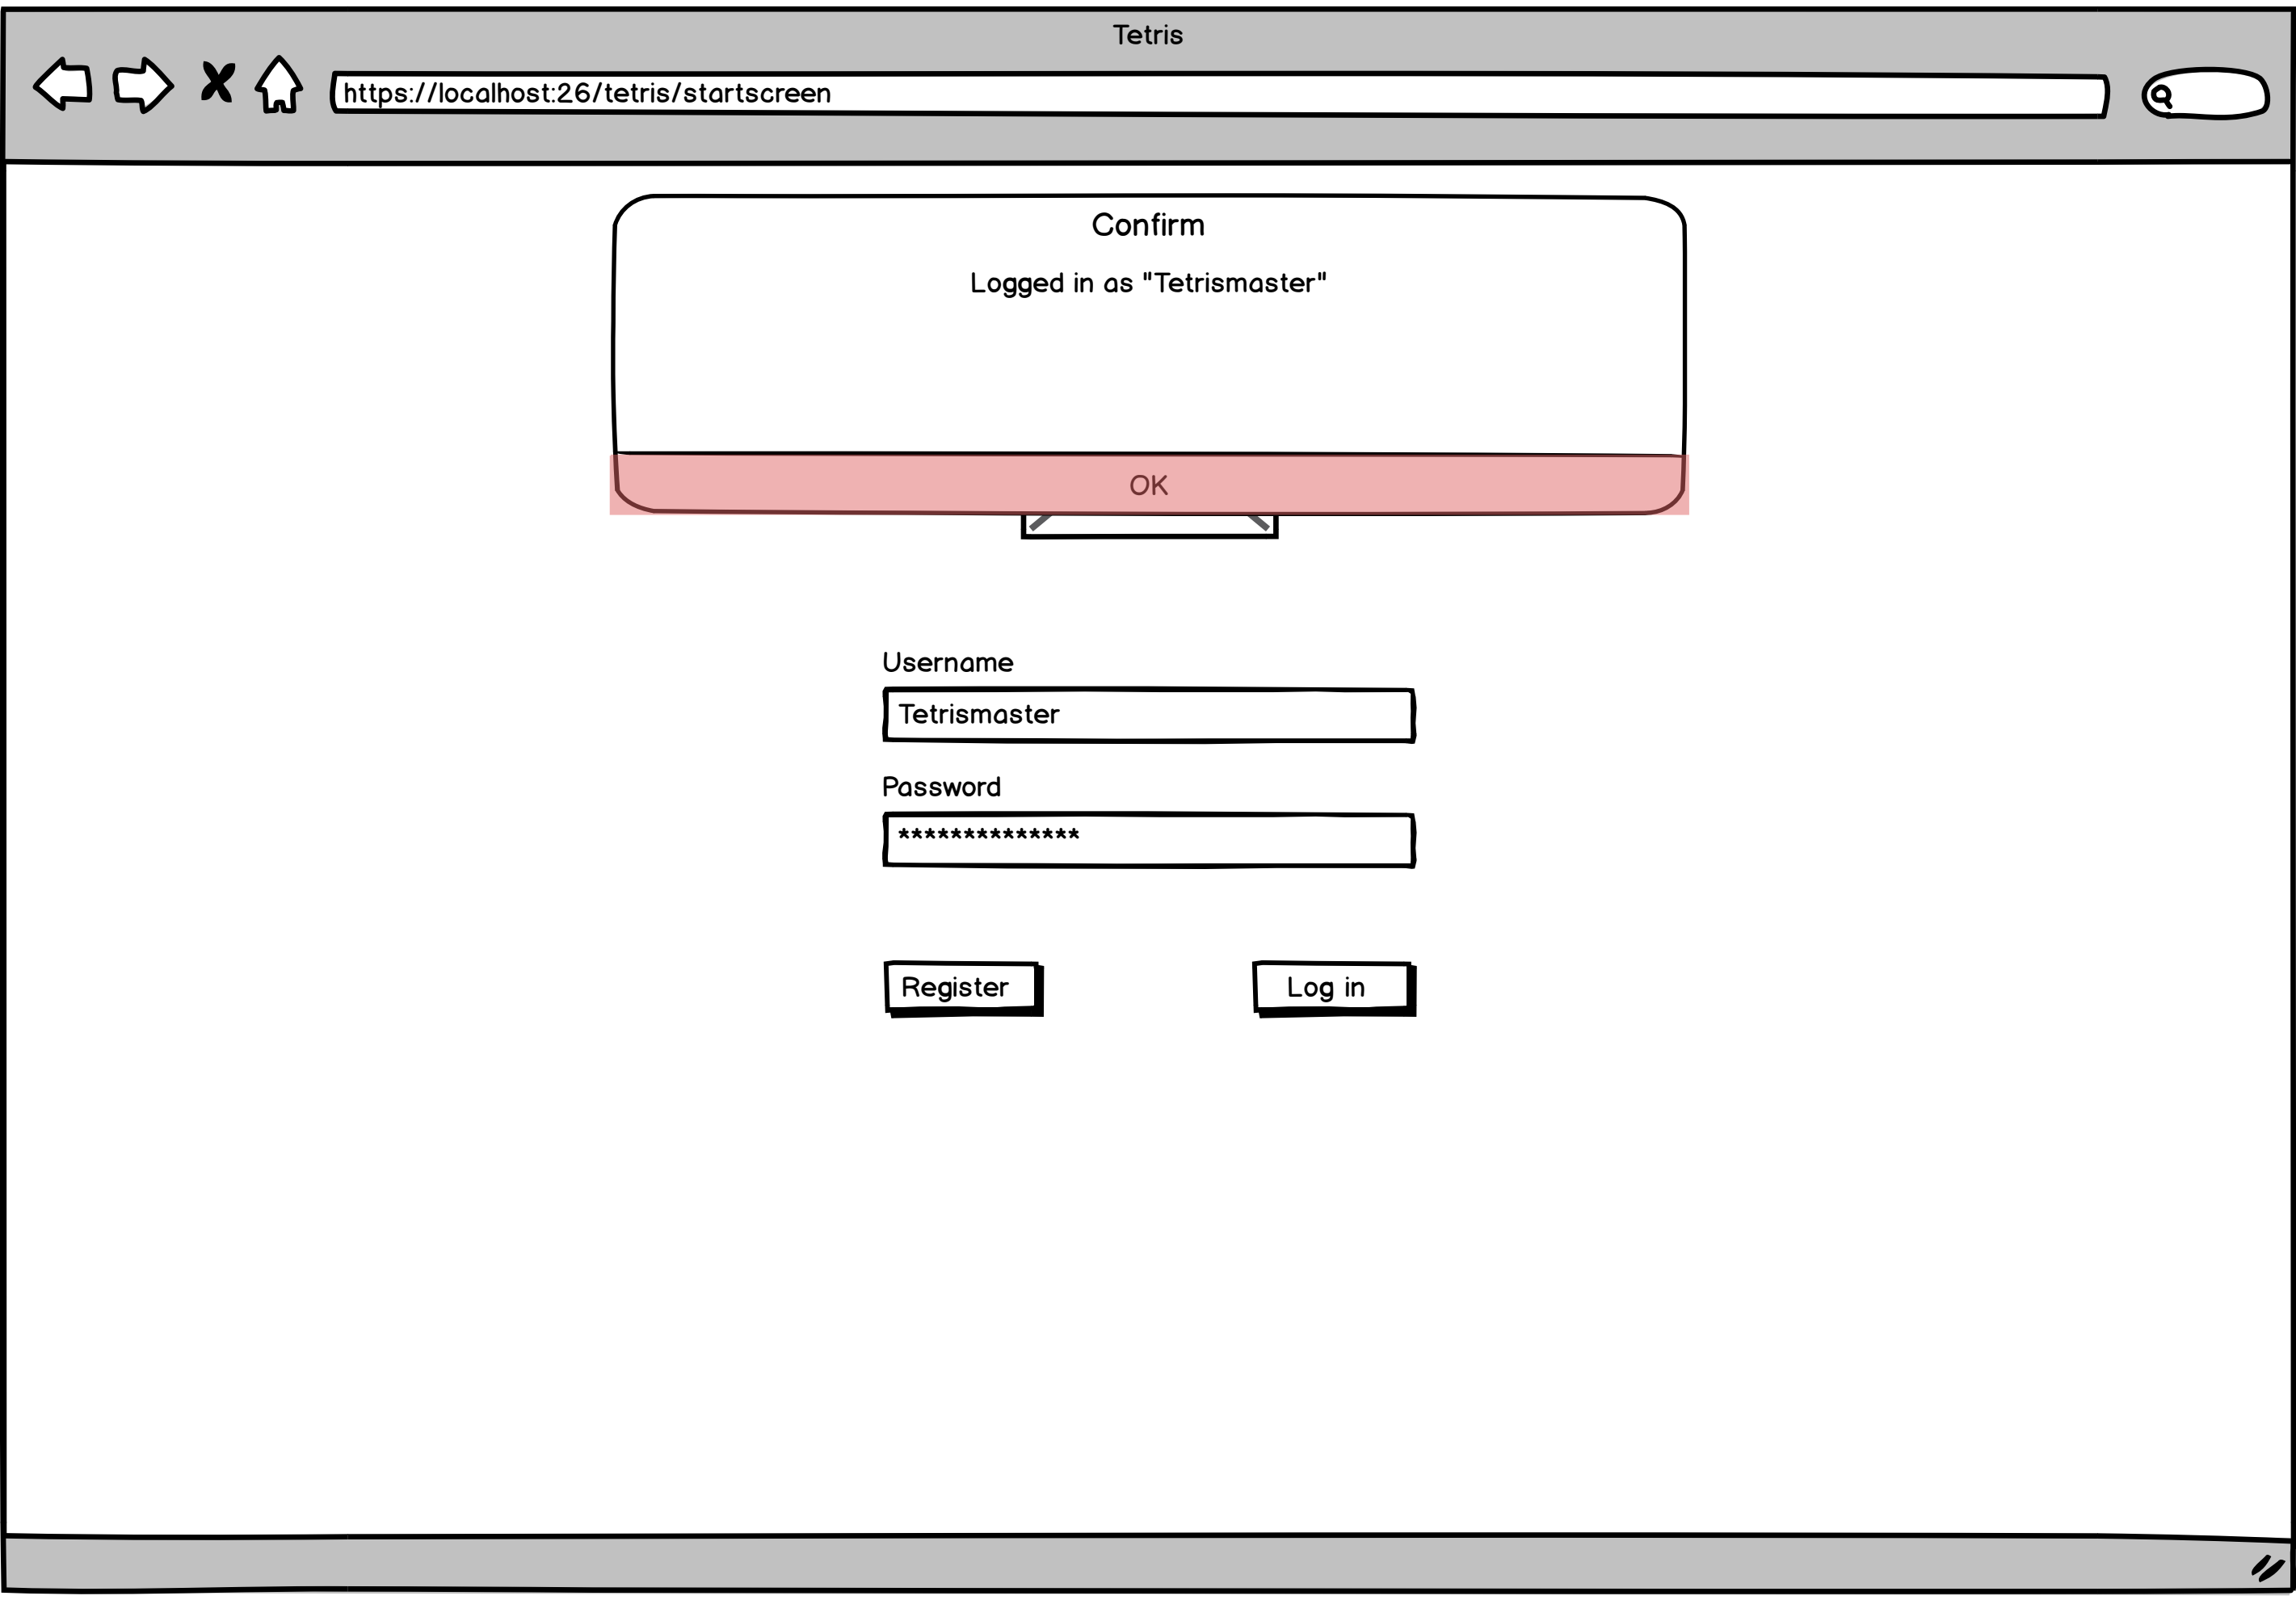 Tetris
https://localhost:26/tetris/startscreen
Confirm
Logged in as "Tetrismaster"
OK
Username
Tetrismaster
Password
**************
Register
Log in